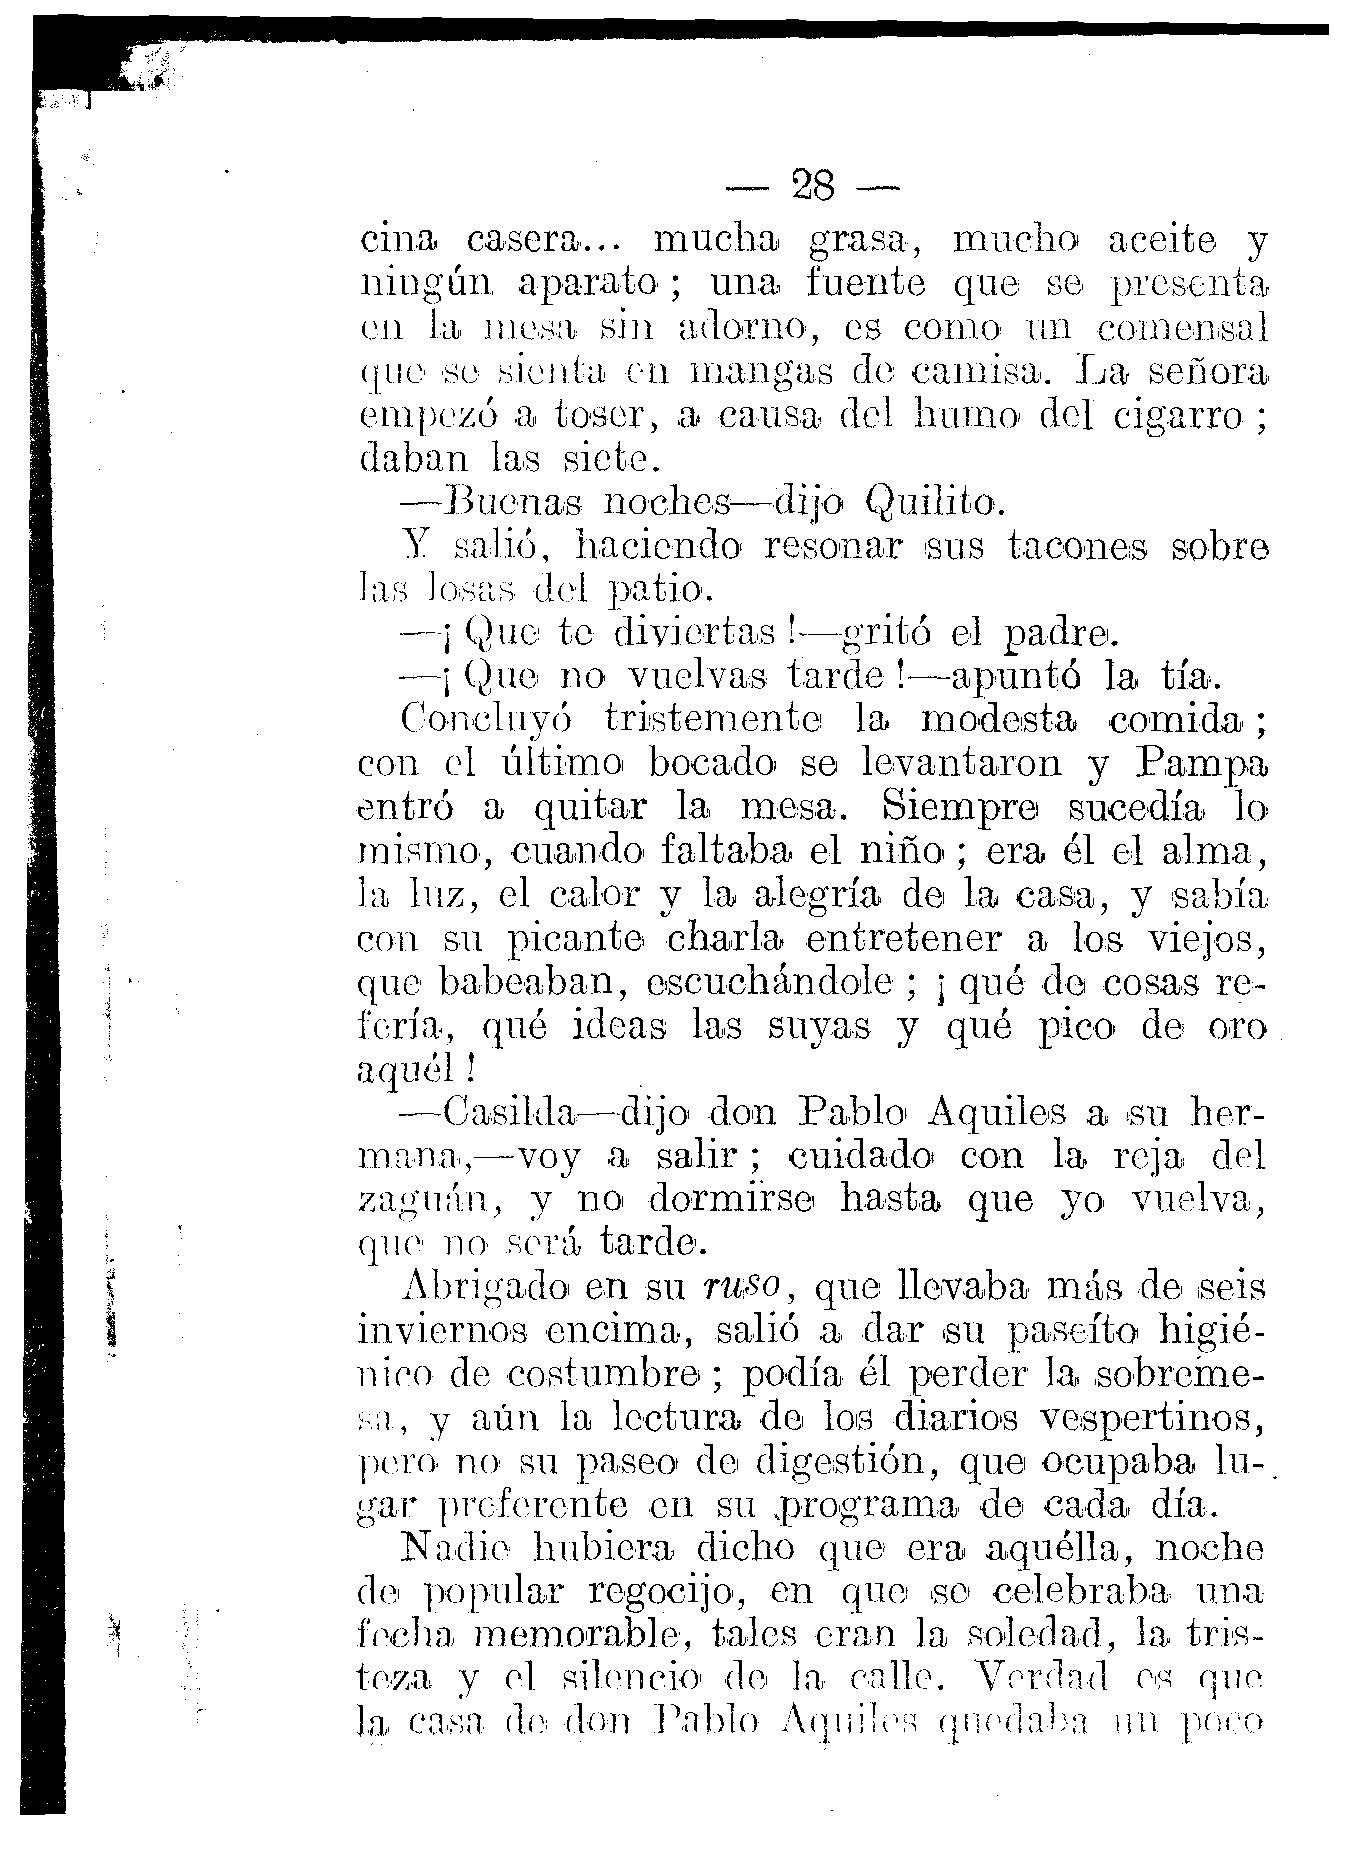 — 28 —
cina casera... mucha grasa, mucho aceite y
ningún aparato ; una fuente que se presenta
en la mesa sin adorno, es como un comensal
que se sienta en mangas de camisa. La señora
empezó a toser, a causa del humo del cigarro ;
daban las siete.
—Buenas noches—dijo Quilito.
Y salió, haciendo resonar sus tacones sobre
las losas del patio.
—¡ Que te diviertas !—gritó el padre.
—¡ Que no vuelvas tarde !—apuntó la tía.
Concluyó tristemente la modesta comida ;
con el último bocado se levantaron y Pampa
entró a quitar la mesa. Siempre sucedía lo
mismo, cuando faltaba el niño ; era él el alma,
la luz, el calor y la alegría de la casa, y sabía
con su picante charla entretener a los viejos,
que babeaban, escuchándole ; ¡ qué de cosas re-
fería, qué ideas las suyas y qué pico de oro
aquél !
—Casilda—dijo don Pablo Aquiles a su her-
mana,—voy a salir ; cuidado con la reja del
zaguán, y no dormirse hasta que yo vuelva,
que no será tarde.
Abrigado en su ruso, que llevaba más de seis
inviernos encima, salió a dar su paseíto higié-
nico de costumbre ; podía él perder la sobreme-
sa, y aún la lectura de los diarios vespertinos,
pero no su paseo de digestión, que ocupaba lu-
gar preferente en su programa de cada día.
Nadie hubiera dicho que era aquélla, noche
de popular regocijo, en que se celebraba una
fecha memorable, tales eran la soledad, la tris-
teza y el silencio de la calle. Verdad es que
la casa de don Pablo Aquiles quedaba un poco